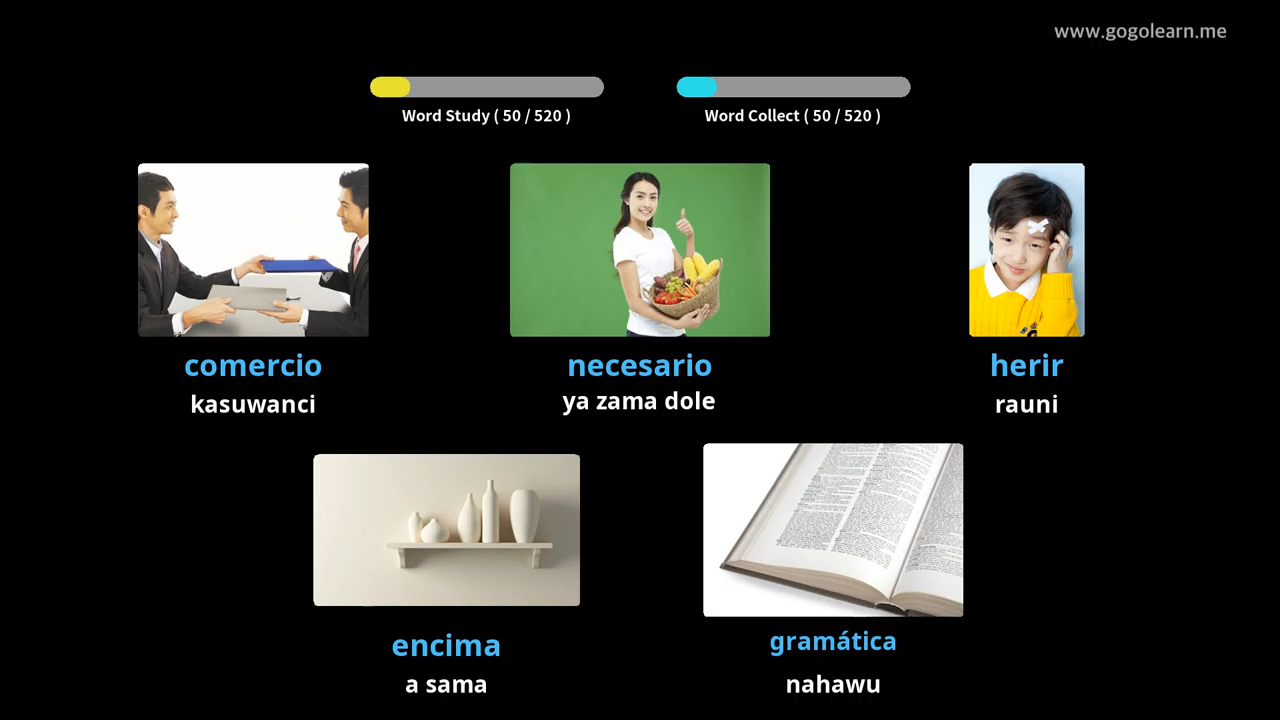 www.gogolearn.me
Word Study ( 50 / 520 )
Word Collect ( 50 / 520 )
comercio
kasuwanci
necesario
ya zama dole
herir
rauni
encima
a sama
gramática
nahawu